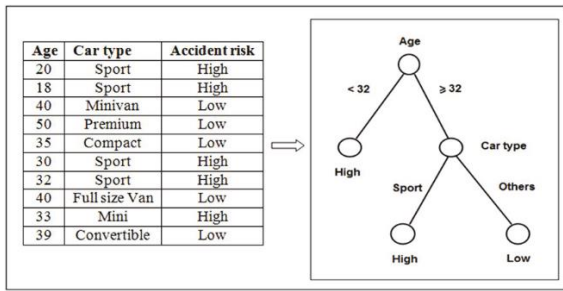 Age Car type Accident risk
20 Sport High
18 Sport High
40 Minivan Low
50 Premium Low
35 Compact Low
30 Sport High
32 Sport High
40 Full size Van Low
33 Mini High
39 Convertible Low
Age
< 32 ⩾ 32
Car type
High
Sport Others
High Low